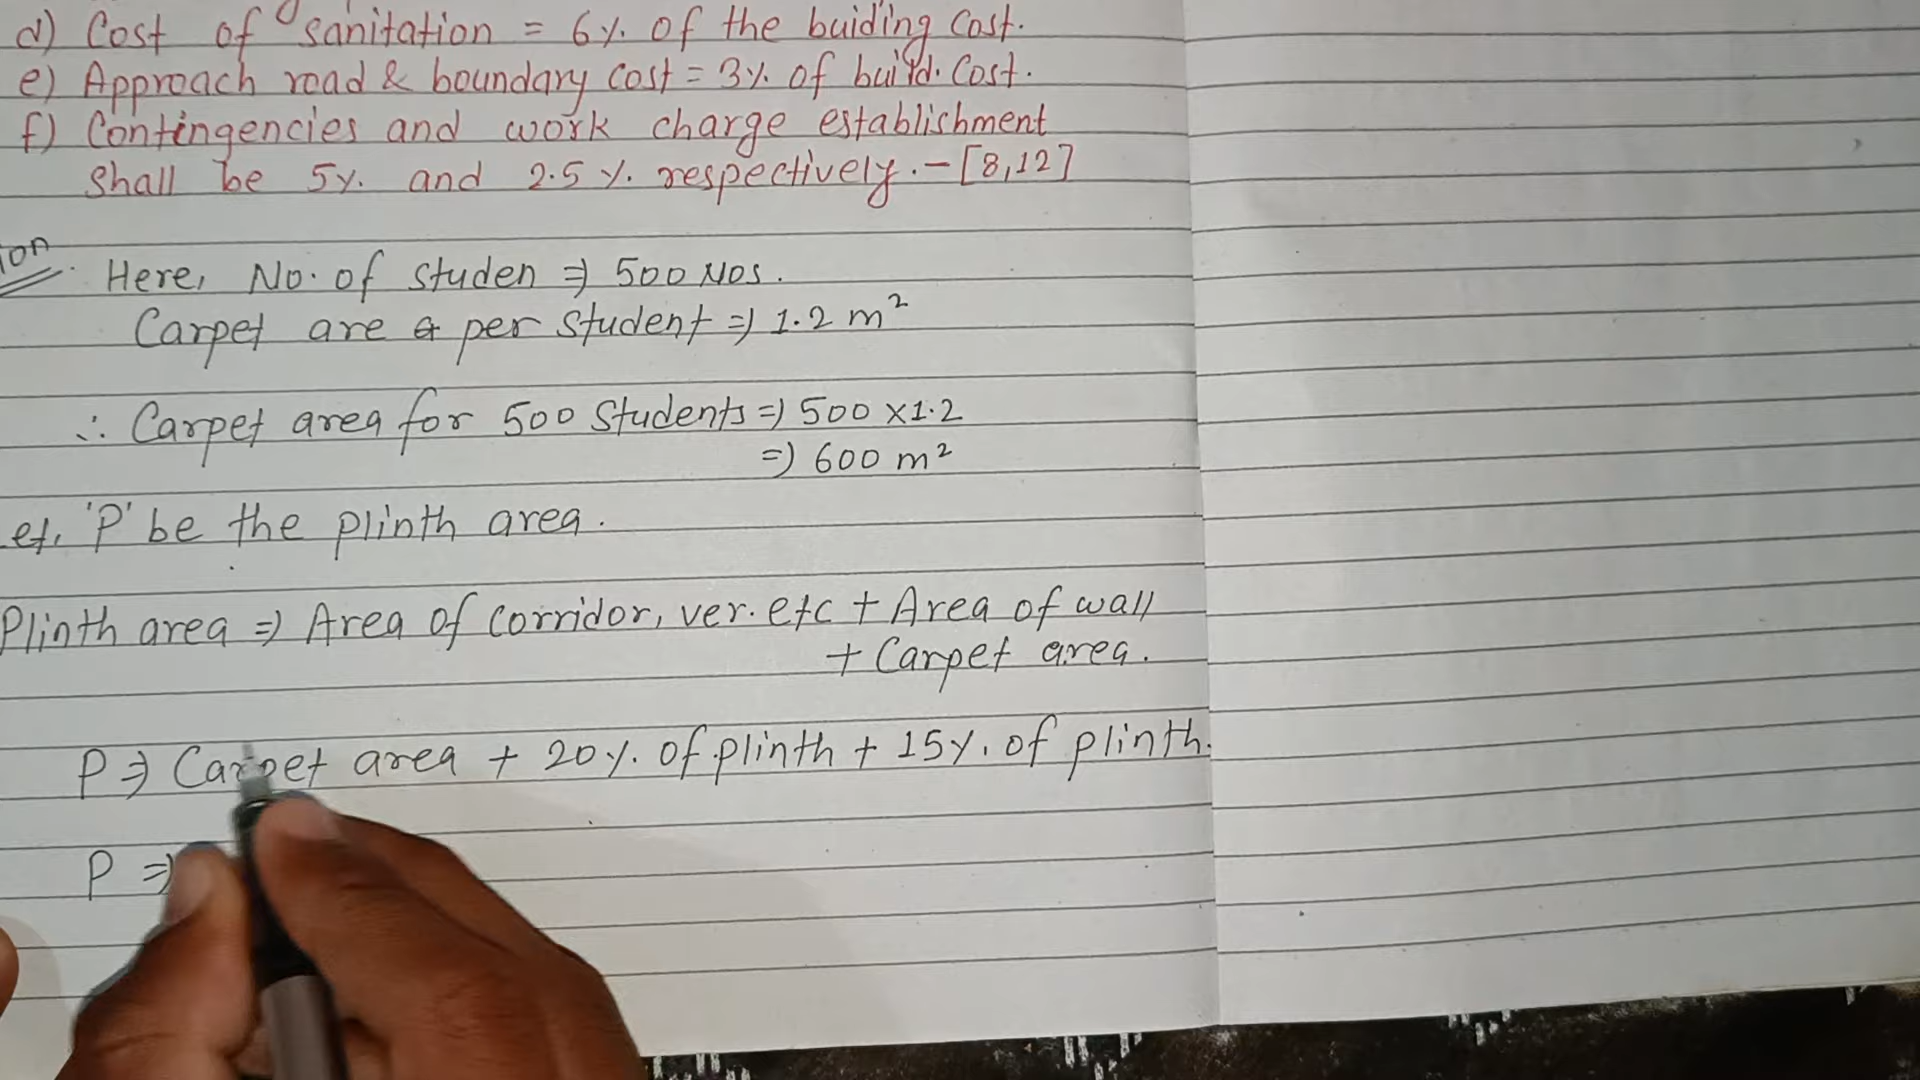 d) Cost of sanitation = 6%. of the buiding cost.
e) Approach road & boundary cost = 3%. of build. Cost.
f) Contingencies and work charge establishment
shall be 5%. and 2.5 %. respectively. - [8,12]
ion
Here, No. of studen ⇒ 500 Nos.
Carpet are a per student ⇒ 1.2 m²
∴ Carpet area for 500 Students ⇒ 500 x1.2
⇒ 600 m²
et, 'P' be the plinth area.
Plinth area ⇒ Area of corridor, ver. etc + Area of wall
+ Carpet area.
P ⇒ Carpet area + 20%. of plinth + 15%. of plinth.
P ⇒